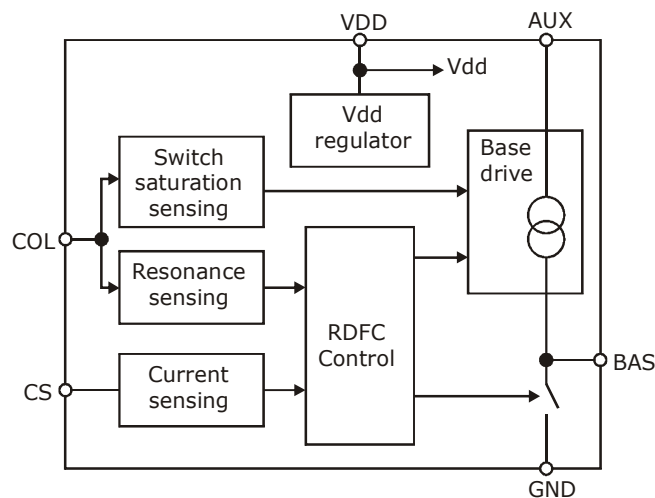 VDD
AUX
Vdd
Vdd
regulator
Switch
saturation
sensing
Base
drive
COL
Resonance
sensing
RDFC
Control
CS
Current
sensing
BAS
GND